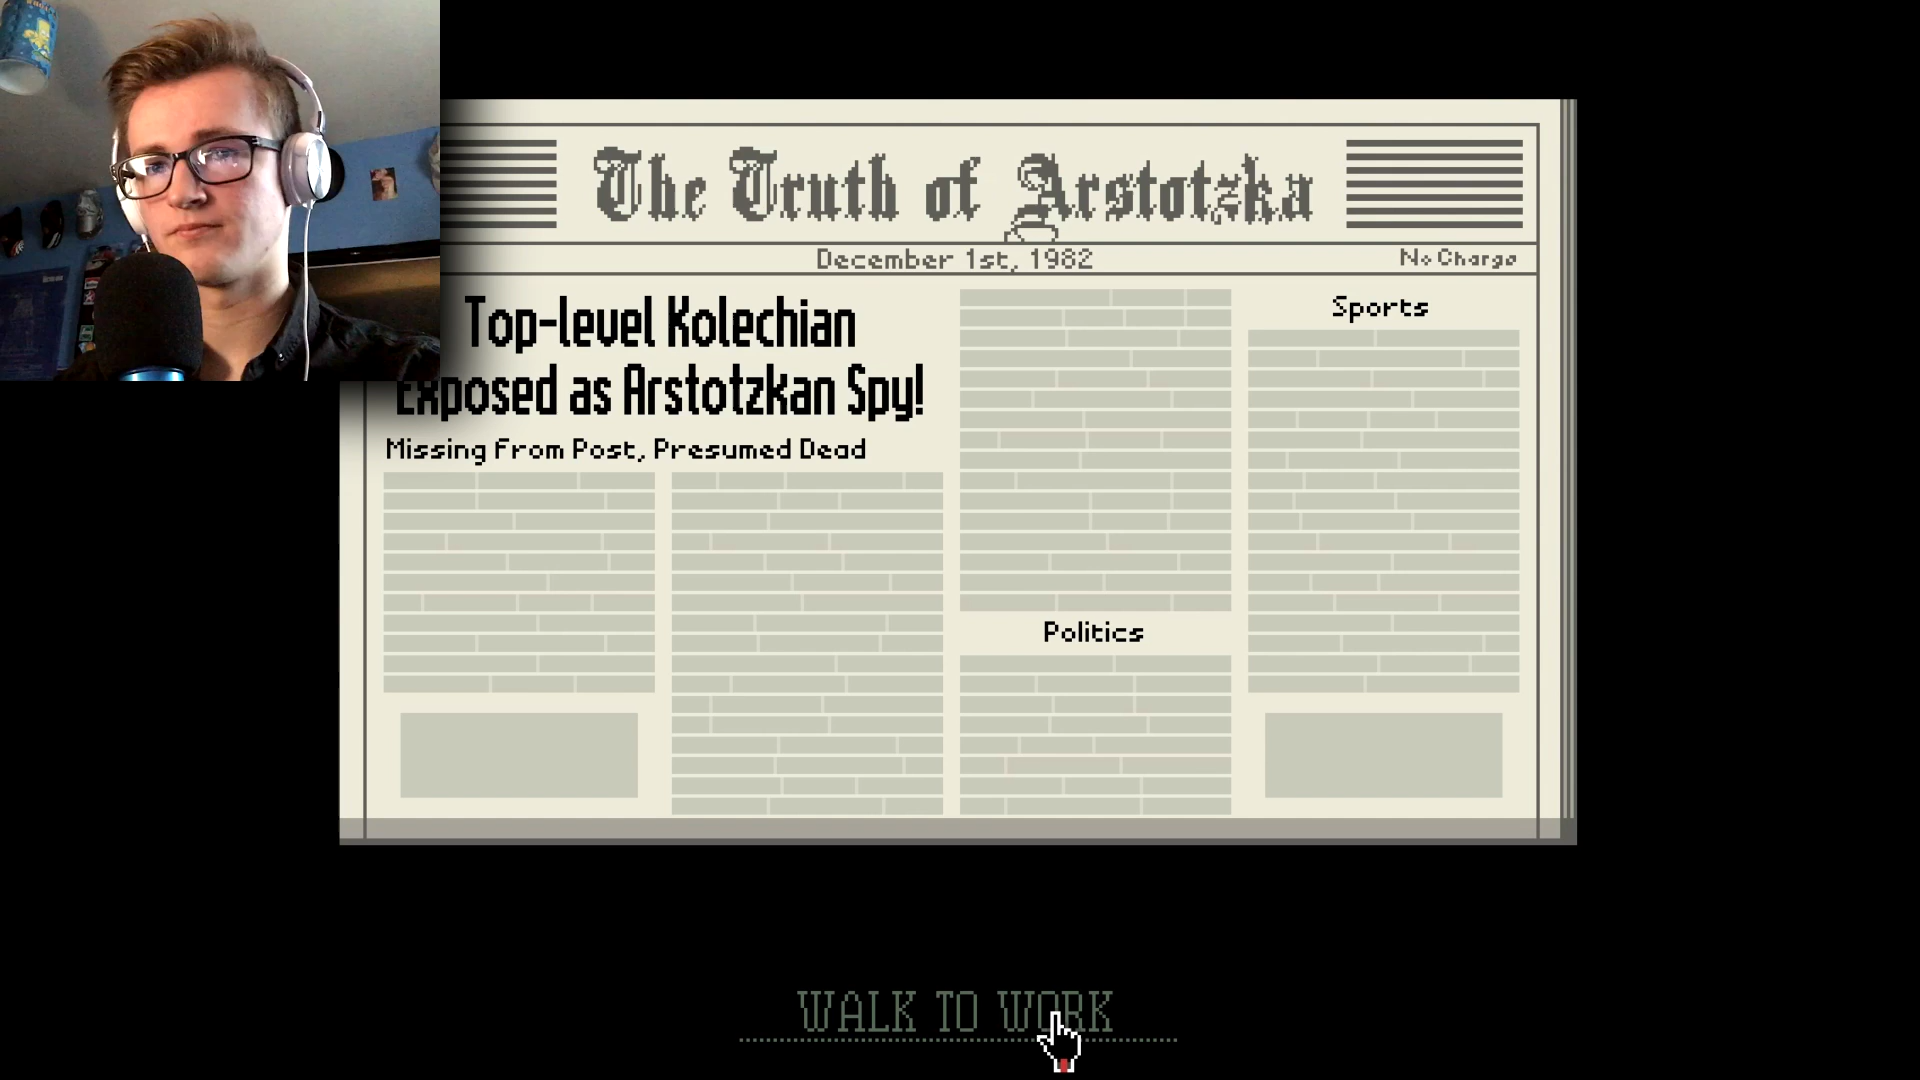 The Truth of Arstotzka
December 1st, 1982
No Charge
Top-level Kolechian
Exposed as Arstotzkan Spy!
Missing From Post, Presumed Dead
Politics
Sports
WALK TO WORK